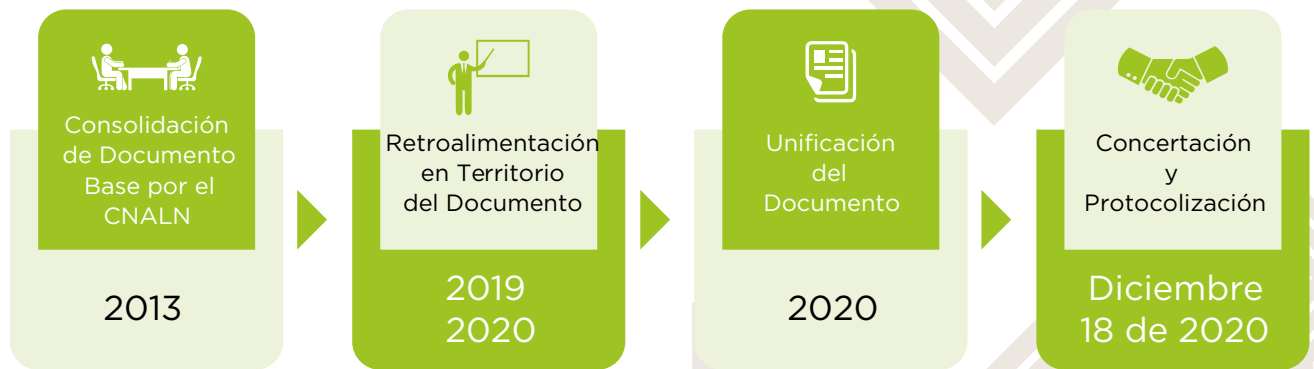 Consolidación
de Documento
Base por el
CNALN
2013
Retroalimentación
en Territorio
del Documento
2019
2020
Unificación
del
Documento
2020
Concertación
y
Protocolización
Diciembre
18 de 2020